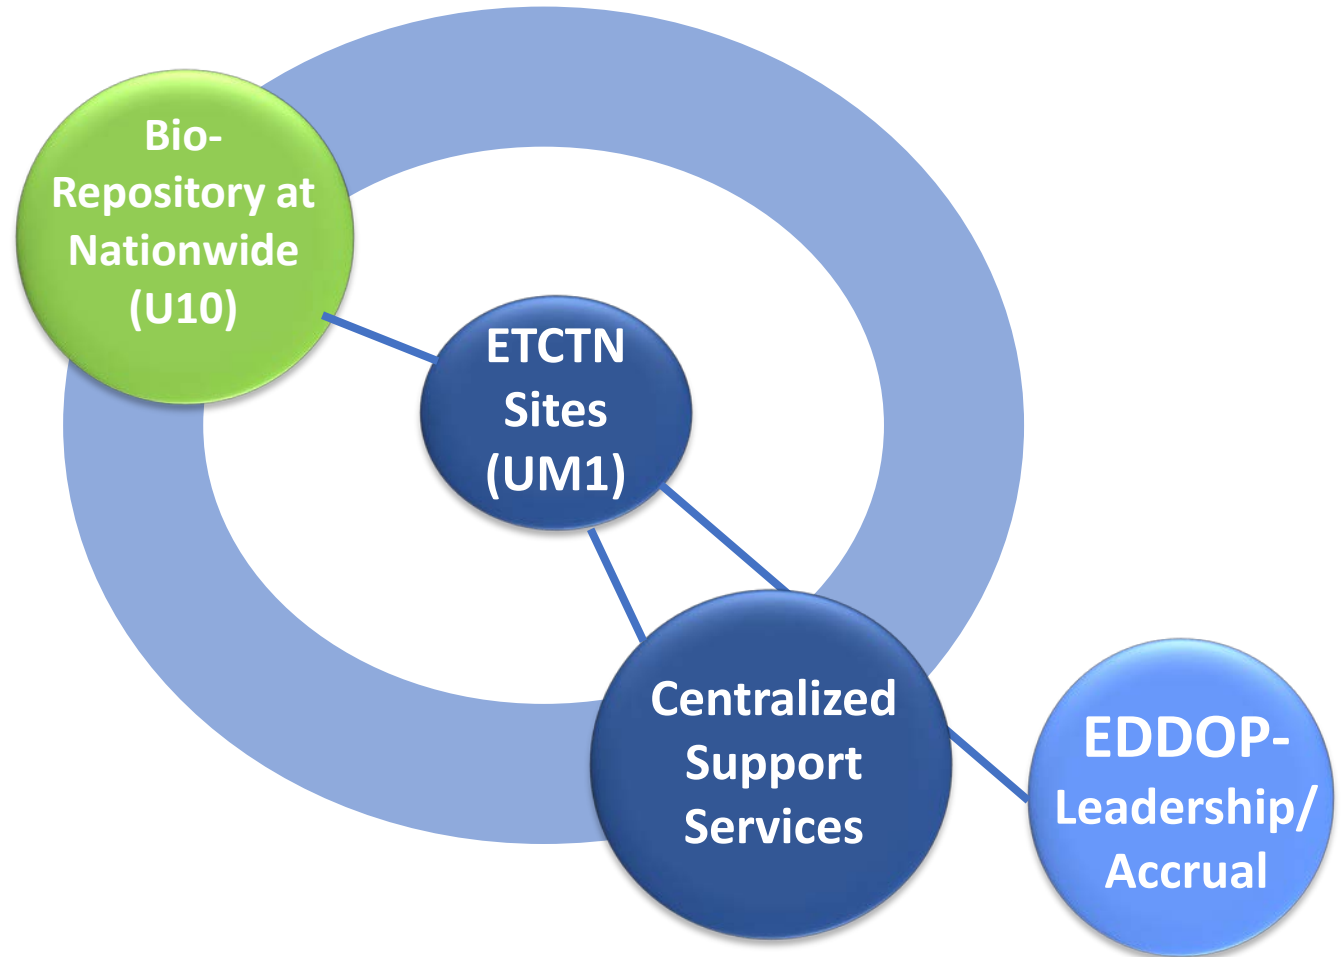 Bio-
Repository at
Nationwide
(U10)
ETCTN
Sites
(UM1)
Centralized
Support
Services
EDDOP-
Leadership/
Accrual